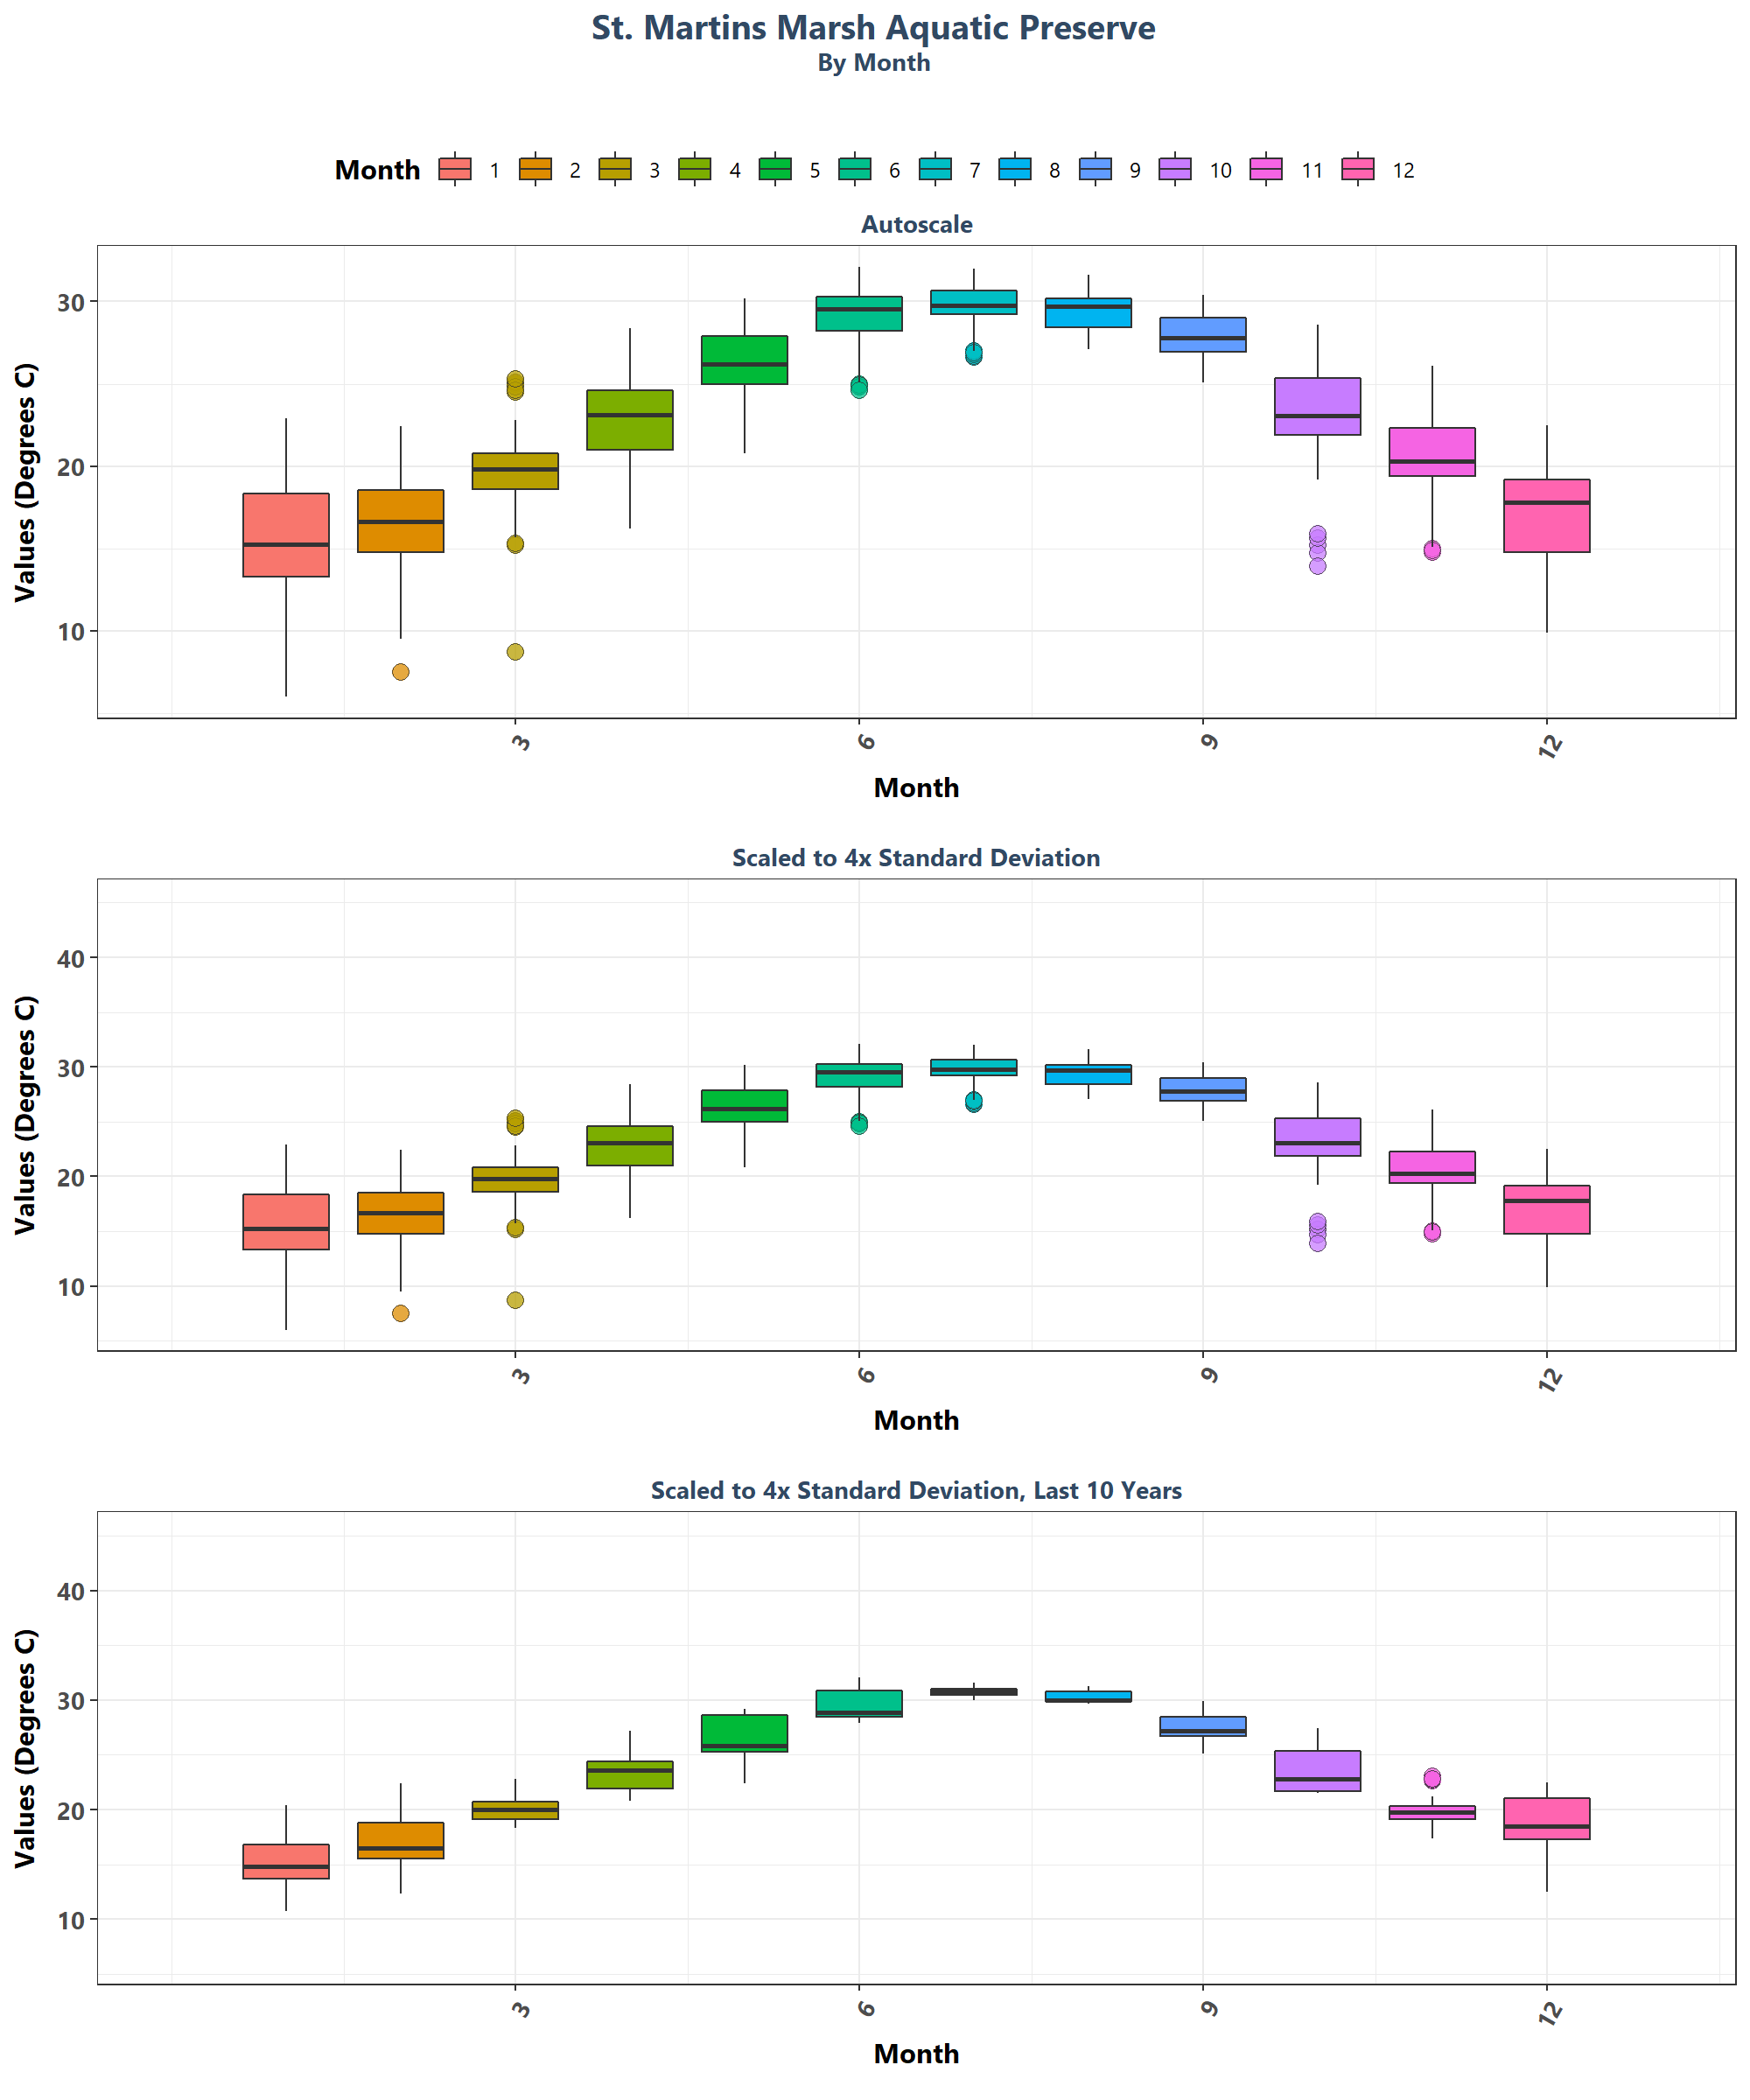 St. Martins Marsh Aquatic Preserve
By Month
Month 1 2 3 4 5 6 7 8 9 10 11 12
Autoscale
Values (Degrees C)
30
20
10
3 6 9 12
Month
Scaled to 4x Standard Deviation
Values (Degrees C)
40
30
20
10
3 6 9 12
Month
Scaled to 4x Standard Deviation, Last 10 Years
Values (Degrees C)
40
30
20
10
3 6 9 12
Month